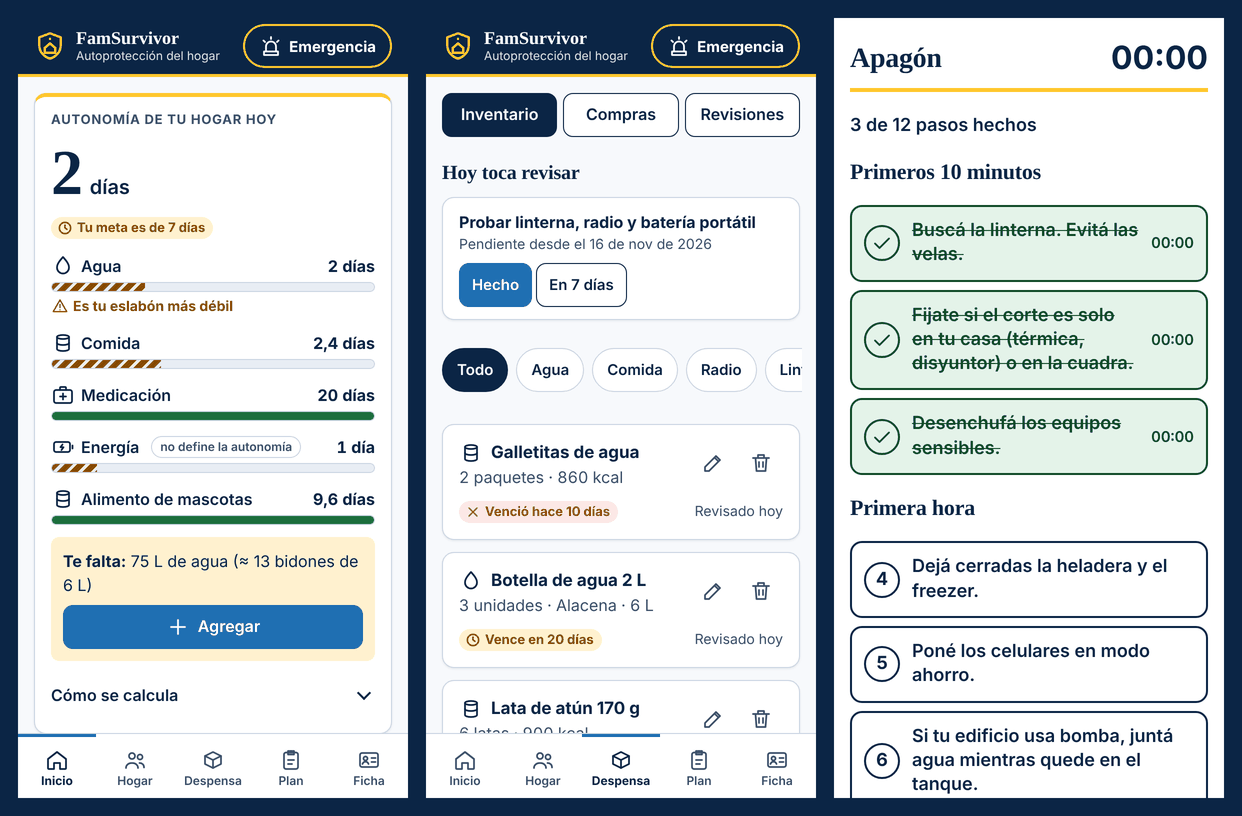 FamSurvivor
Autoprotección del hogar
Emergencia
AUTONOMÍA DE TU HOGAR HOY
2 días
Tu meta es de 7 días
Agua 2 días
Es tu eslabón más débil
Comida 2,4 días
Medicación 20 días
Energía no define la autonomía 1 día
Alimento de mascotas 9,6 días
Te falta: 75 L de agua (≈ 13 bidones de
6 L)
Agregar
Cómo se calcula
Inicio Hogar Despensa Plan Ficha
FamSurvivor
Autoprotección del hogar
Emergencia
Inventario Compras Revisiones
Hoy toca revisar
Probar linterna, radio y batería portátil
Pendiente desde el 16 de nov de 2026
Hecho En 7 días
Todo Agua Comida Radio
Galletitas de agua
2 paquetes · 860 kcal
Venció hace 10 días Revisado hoy
Botella de agua 2 L
3 unidades · Alacena · 6 L
Vence en 20 días Revisado hoy
Lata de atún 170 g
6 latas · 900 kcal
Inicio Hogar Despensa Plan Ficha
Apagón 00:00
3 de 12 pasos hechos
Primeros 10 minutos
Buscá la linterna. Evitá las
velas.
00:00
Fijate si el corte es solo
en tu casa (térmica,
disyuntor) o en la cuadra.
00:00
Desenchufá los equipos
sensibles.
00:00
Primera hora
4 Dejá cerradas la heladera y el
freezer.
5 Poné los celulares en modo
ahorro.
6 Si tu edificio usa bomba, juntá
agua mientras quede en el
tanque.